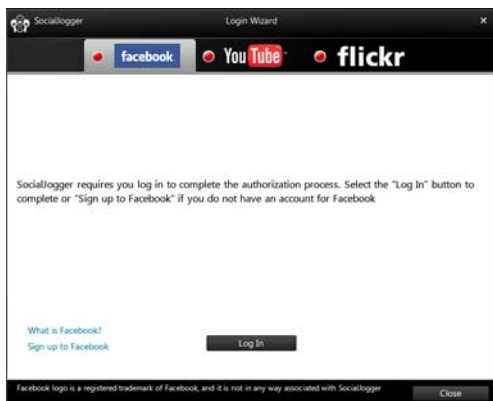 SocialJogger
Login Wizard
facebook
YouTube
flickr
SocialJogger requires you log in to complete the authorization process. Select the "Log In" button to
complete or "Sign up to Facebook" if you do not have an account for Facebook
What is Facebook?
Sign up to Facebook
Log In
Facebook logo is a registered trademark of Facebook, and it is not in any way associated with SocialJogger
Close